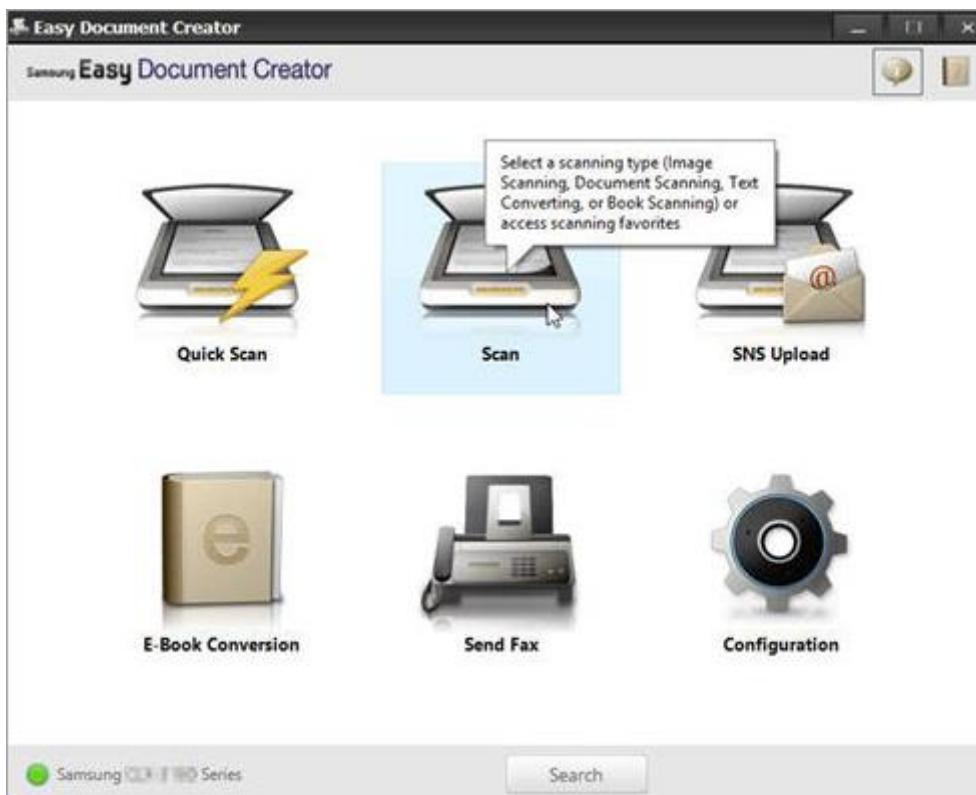 Easy Document Creator
Samsung Easy Document Creator
Select a scanning type (Image
Scanning, Document Scanning, Text
Converting, or Book Scanning) or
access scanning favorites
Quick Scan
Scan
SNS Upload
@
e
E-Book Conversion
Send Fax
Configuration
Samsung Series
Search